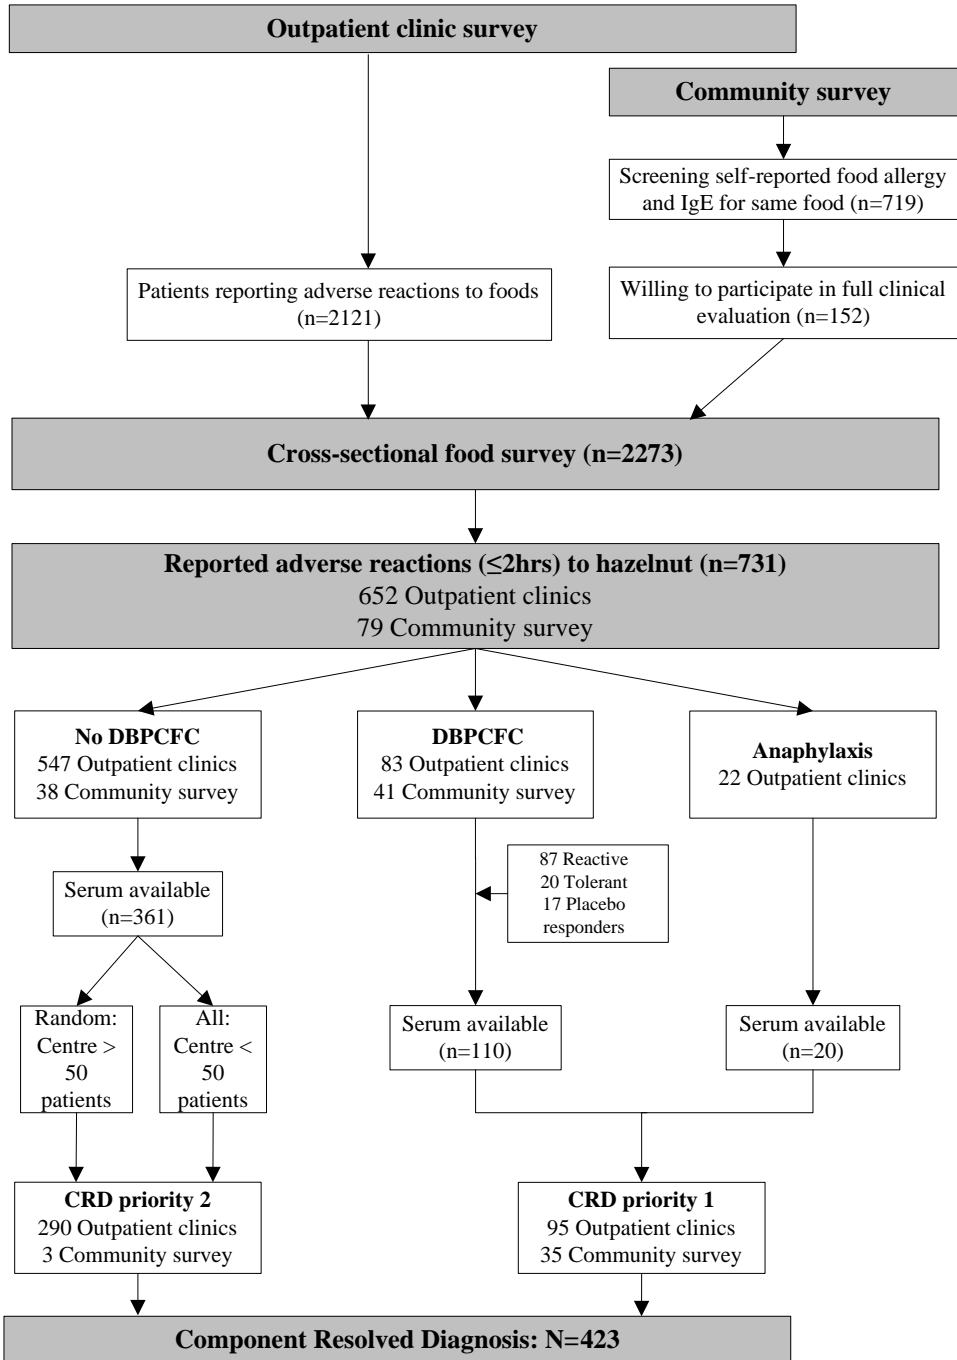 Outpatient clinic survey
Community survey
Screening self-reported food allergy
and IgE for same food (n=719)
Patients reporting adverse reactions to foods
(n=2121)
Willing to participate in full clinical
evaluation (n=152)
Cross-sectional food survey (n=2273)
Reported adverse reactions (≤2hrs) to hazelnut (n=731)
652 Outpatient clinics
79 Community survey
No DBPCFC
547 Outpatient clinics
38 Community survey
DBPCFC
83 Outpatient clinics
41 Community survey
Anaphylaxis
22 Outpatient clinics
87 Reactive
20 Tolerant
17 Placebo
responders
Serum available
(n=361)
Random:
Centre >
50
patients
All:
Centre <
50
patients
Serum available
(n=110)
Serum available
(n=20)
CRD priority 2
290 Outpatient clinics
3 Community survey
CRD priority 1
95 Outpatient clinics
35 Community survey
Component Resolved Diagnosis: N=423